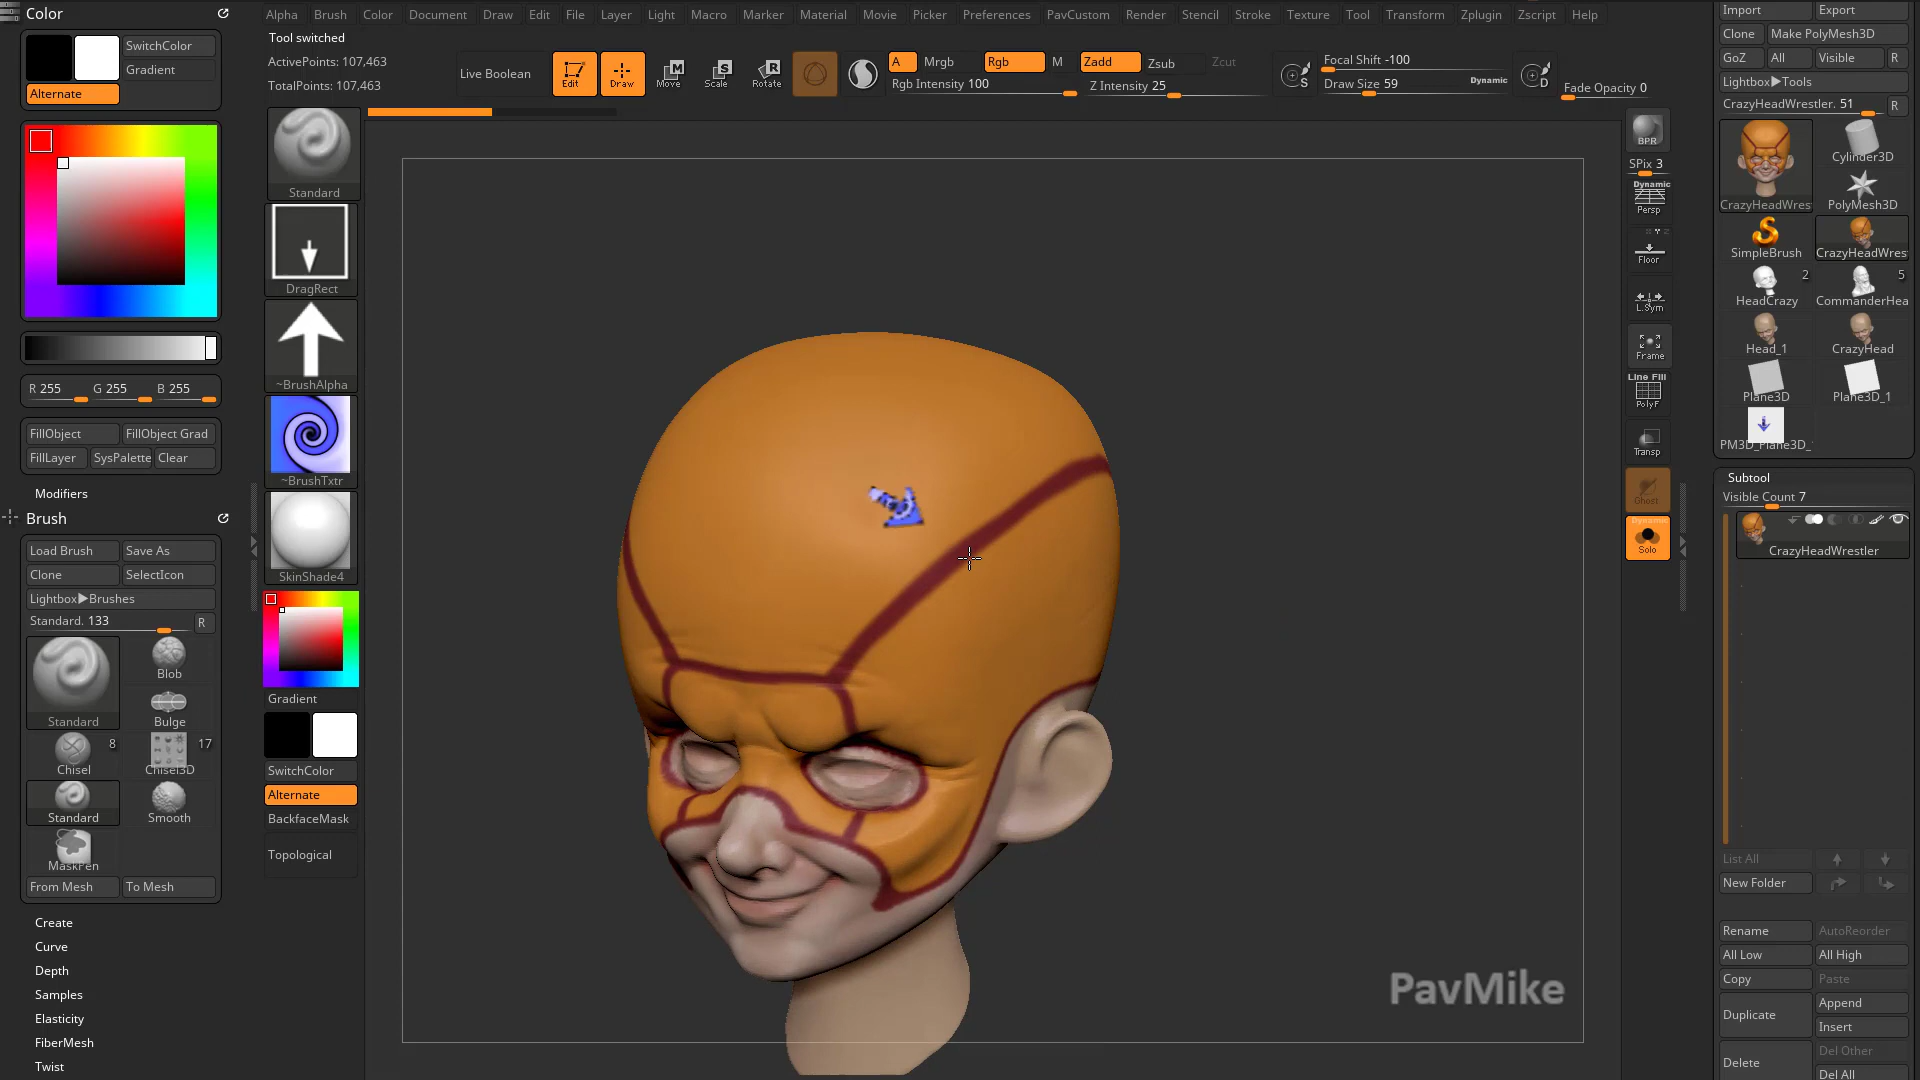 Color
SwitchColor
Gradient
Alternate
R 255 G 255 B 255
FillObject FillObject Grad
FillLayer SysPalette Clear
Modifiers
Brush
Load Brush Save As
Clone SelectIcon
Lightbox▶Brushes
Standard. 133 R
Standard
Blob
Bulge
Chisel 8
Chisel3D 17
Standard
Smooth
MaskPen
From Mesh To Mesh
Create
Curve
Depth
Samples
Elasticity
FiberMesh
Twist
Alpha Brush Color Document Draw Edit File Layer Light Macro Marker Material Movie Picker Preferences PavCustom Render Stencil Stroke Texture Tool Transform Zplugin Zscript Help
Tool switched
ActivePoints: 107,463
TotalPoints: 107,463
Live Boolean
Edit
Draw
Move
Scale
Rotate
A Mrgb Rgb M Zadd Zsub Zcut
Rgb Intensity 100 Z Intensity 25
Focal Shift -100
Draw Size 59 Dynamic
S
D
Fade Opacity 0
Standard
DragRect
~BrushAlpha
~BrushTxtr
SkinShade4
Gradient
SwitchColor
Alternate
BackfaceMask
Topological
PavMike
BPR
SPix 3
Dynamic
Persp
Floor
L.Sym
Frame
Line Fill
PolyF
Transp
Ghost
Dynamic
Solo
Import Export
Clone Make PolyMesh3D
GoZ All Visible R
Lightbox▶Tools
CrazyHeadWrestler. 51 R
CrazyHeadWres
Cylinder3D
PolyMesh3D
SimpleBrush
CrazyHeadWres
HeadCrazy 2
CommanderHea 5
Head_1
CrazyHead
Plane3D
Plane3D_1
PM3D_Plane3D_
Subtool
Visible Count 7
CrazyHeadWrestler
List All
New Folder
Rename AutoReorder
All Low All High
Copy Paste
Duplicate Append
Insert
Delete Del Other
Del All